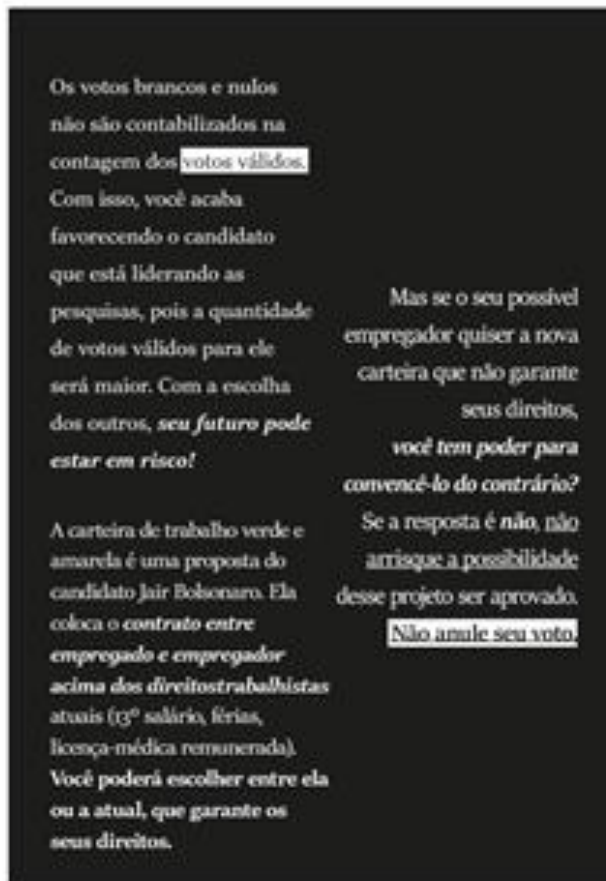 Os votos brancos e nulos
não são contabilizados na
contagem dos votos válidos.
Com isso, você acaba
favorecendo o candidato
que está liderando as
pesquisas, pois a quantidade
de votos válidos para ele
será maior. Com a escolha
dos outros, seu futuro pode
estar em risco!
A carteira de trabalho verde e
amarela é uma proposta do
candidato Jair Bolsonaro. Ela
coloca o contrato entre
empregado e empregador
acima dos direitostrabalhistas
atuais (13º salário, férias,
licença-médica remunerada).
Você poderá escolher entre ela
ou a atual, que garante os
seus direitos.
Mas se o seu possível
empregador quiser a nova
carteira que não garante
seus direitos,
você tem poder para
convencê-lo do contrário?
Se a resposta é não, não
arrisque a possibilidade
desse projeto ser aprovado.
Não anule seu voto.